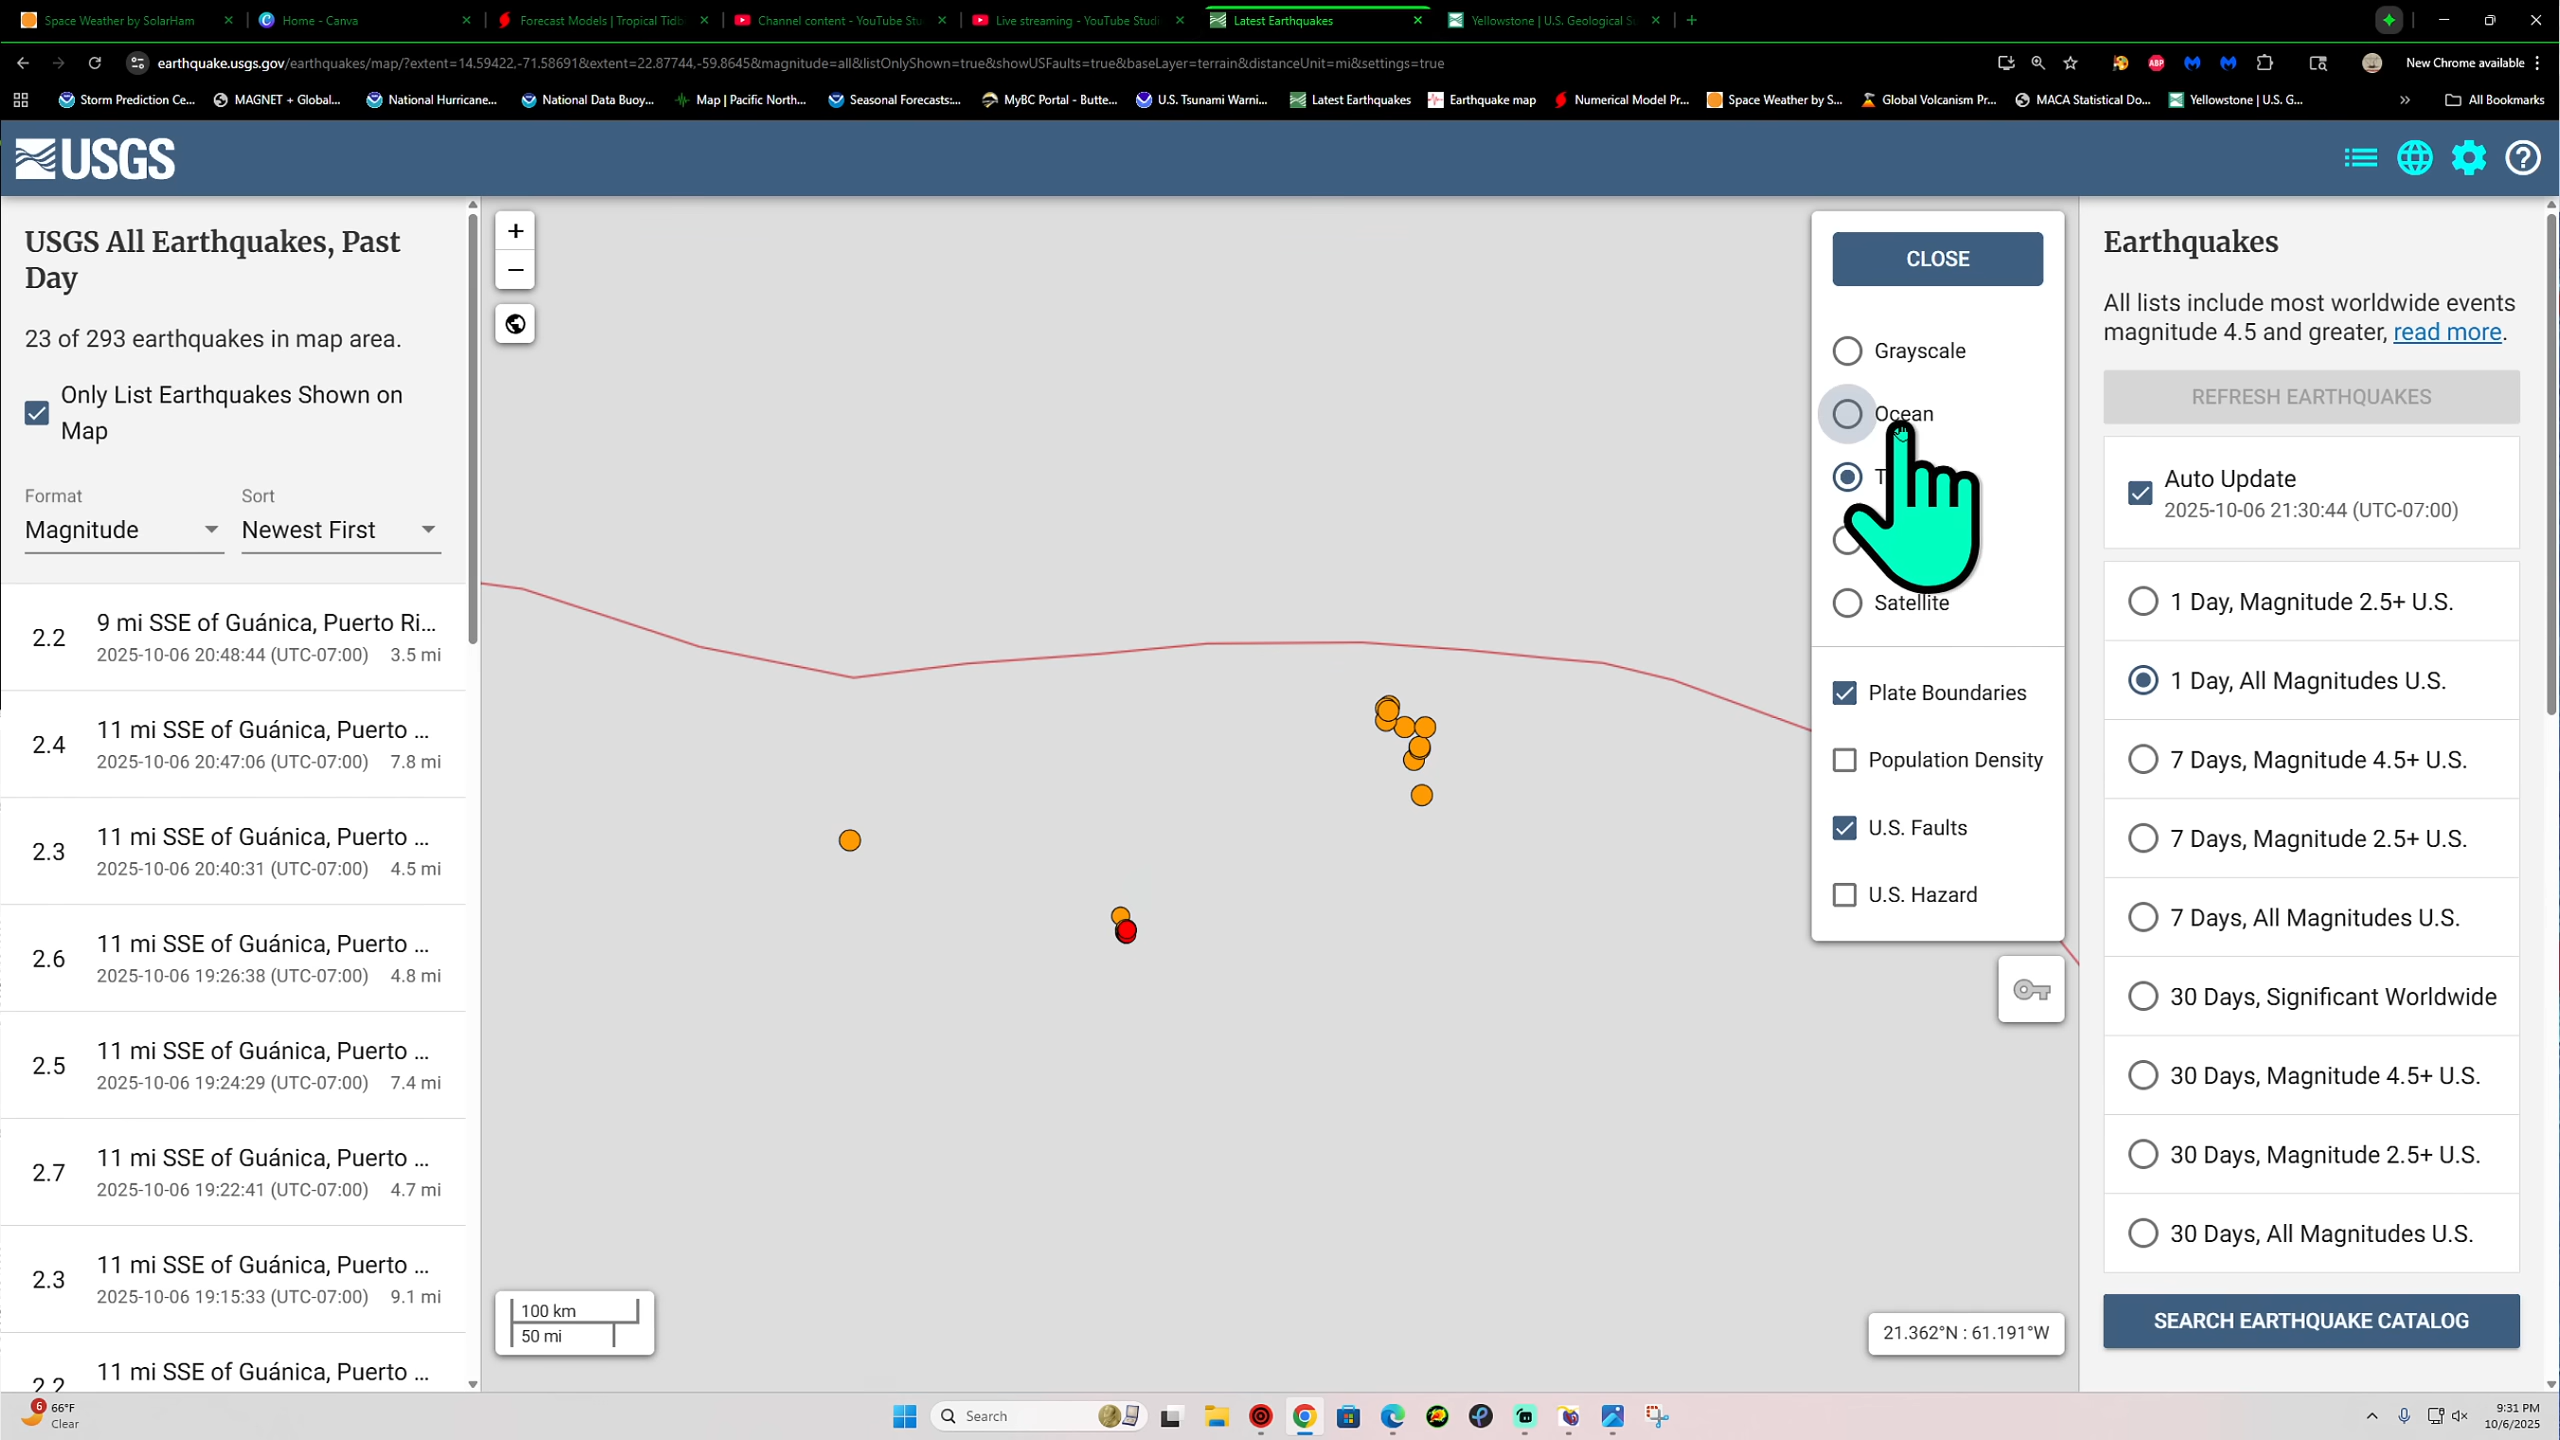 Space Weather by SolarHam
Home - Canva
Forecast Models | Tropical Tidb
Channel content - YouTube Stu
Live streaming - YouTube Studi
Latest Earthquakes
Yellowstone | U.S. Geological S
earthquake.usgs.gov/earthquakes/map/?extent=14.59422,-71.58691&extent=22.87744,-59.8645&magnitude=all&listOnlyShown=true&showUSFaults=true&baseLayer=terrain&distanceUnit=mi&settings=true
ABP
New Chrome available
Storm Prediction Ce...
MAGNET + Global...
National Hurricane...
National Data Buoy...
Map | Pacific North...
Seasonal Forecasts:...
MyBC Portal - Butte...
U.S. Tsunami Warni...
Latest Earthquakes
Earthquake map
Numerical Model Pr...
Space Weather by S...
Global Volcanism Pr...
MACA Statistical Do...
Yellowstone | U.S. G...
All Bookmarks
USGS
USGS All Earthquakes, Past
Day
23 of 293 earthquakes in map area.
Only List Earthquakes Shown on
Map
Format
Sort
Magnitude
Newest First
2.2
9 mi SSE of Guánica, Puerto Ri...
2025-10-06 20:48:44 (UTC-07:00) 3.5 mi
2.4
11 mi SSE of Guánica, Puerto ...
2025-10-06 20:47:06 (UTC-07:00) 7.8 mi
2.3
11 mi SSE of Guánica, Puerto ...
2025-10-06 20:40:31 (UTC-07:00) 4.5 mi
2.6
11 mi SSE of Guánica, Puerto ...
2025-10-06 19:26:38 (UTC-07:00) 4.8 mi
2.5
11 mi SSE of Guánica, Puerto ...
2025-10-06 19:24:29 (UTC-07:00) 7.4 mi
2.7
11 mi SSE of Guánica, Puerto ...
2025-10-06 19:22:41 (UTC-07:00) 4.7 mi
2.3
11 mi SSE of Guánica, Puerto ...
2025-10-06 19:15:33 (UTC-07:00) 9.1 mi
2.2
11 mi SSE of Guánica, Puerto ...
+
−
100 km
50 mi
CLOSE
Grayscale
Ocean
Satellite
Plate Boundaries
Population Density
U.S. Faults
U.S. Hazard
21.362°N : 61.191°W
Earthquakes
All lists include most worldwide events
magnitude 4.5 and greater, read more.
REFRESH EARTHQUAKES
Auto Update
2025-10-06 21:30:44 (UTC-07:00)
1 Day, Magnitude 2.5+ U.S.
1 Day, All Magnitudes U.S.
7 Days, Magnitude 4.5+ U.S.
7 Days, Magnitude 2.5+ U.S.
7 Days, All Magnitudes U.S.
30 Days, Significant Worldwide
30 Days, Magnitude 4.5+ U.S.
30 Days, Magnitude 2.5+ U.S.
30 Days, All Magnitudes U.S.
SEARCH EARTHQUAKE CATALOG
6
66°F
Clear
Search
9:31 PM
10/6/2025